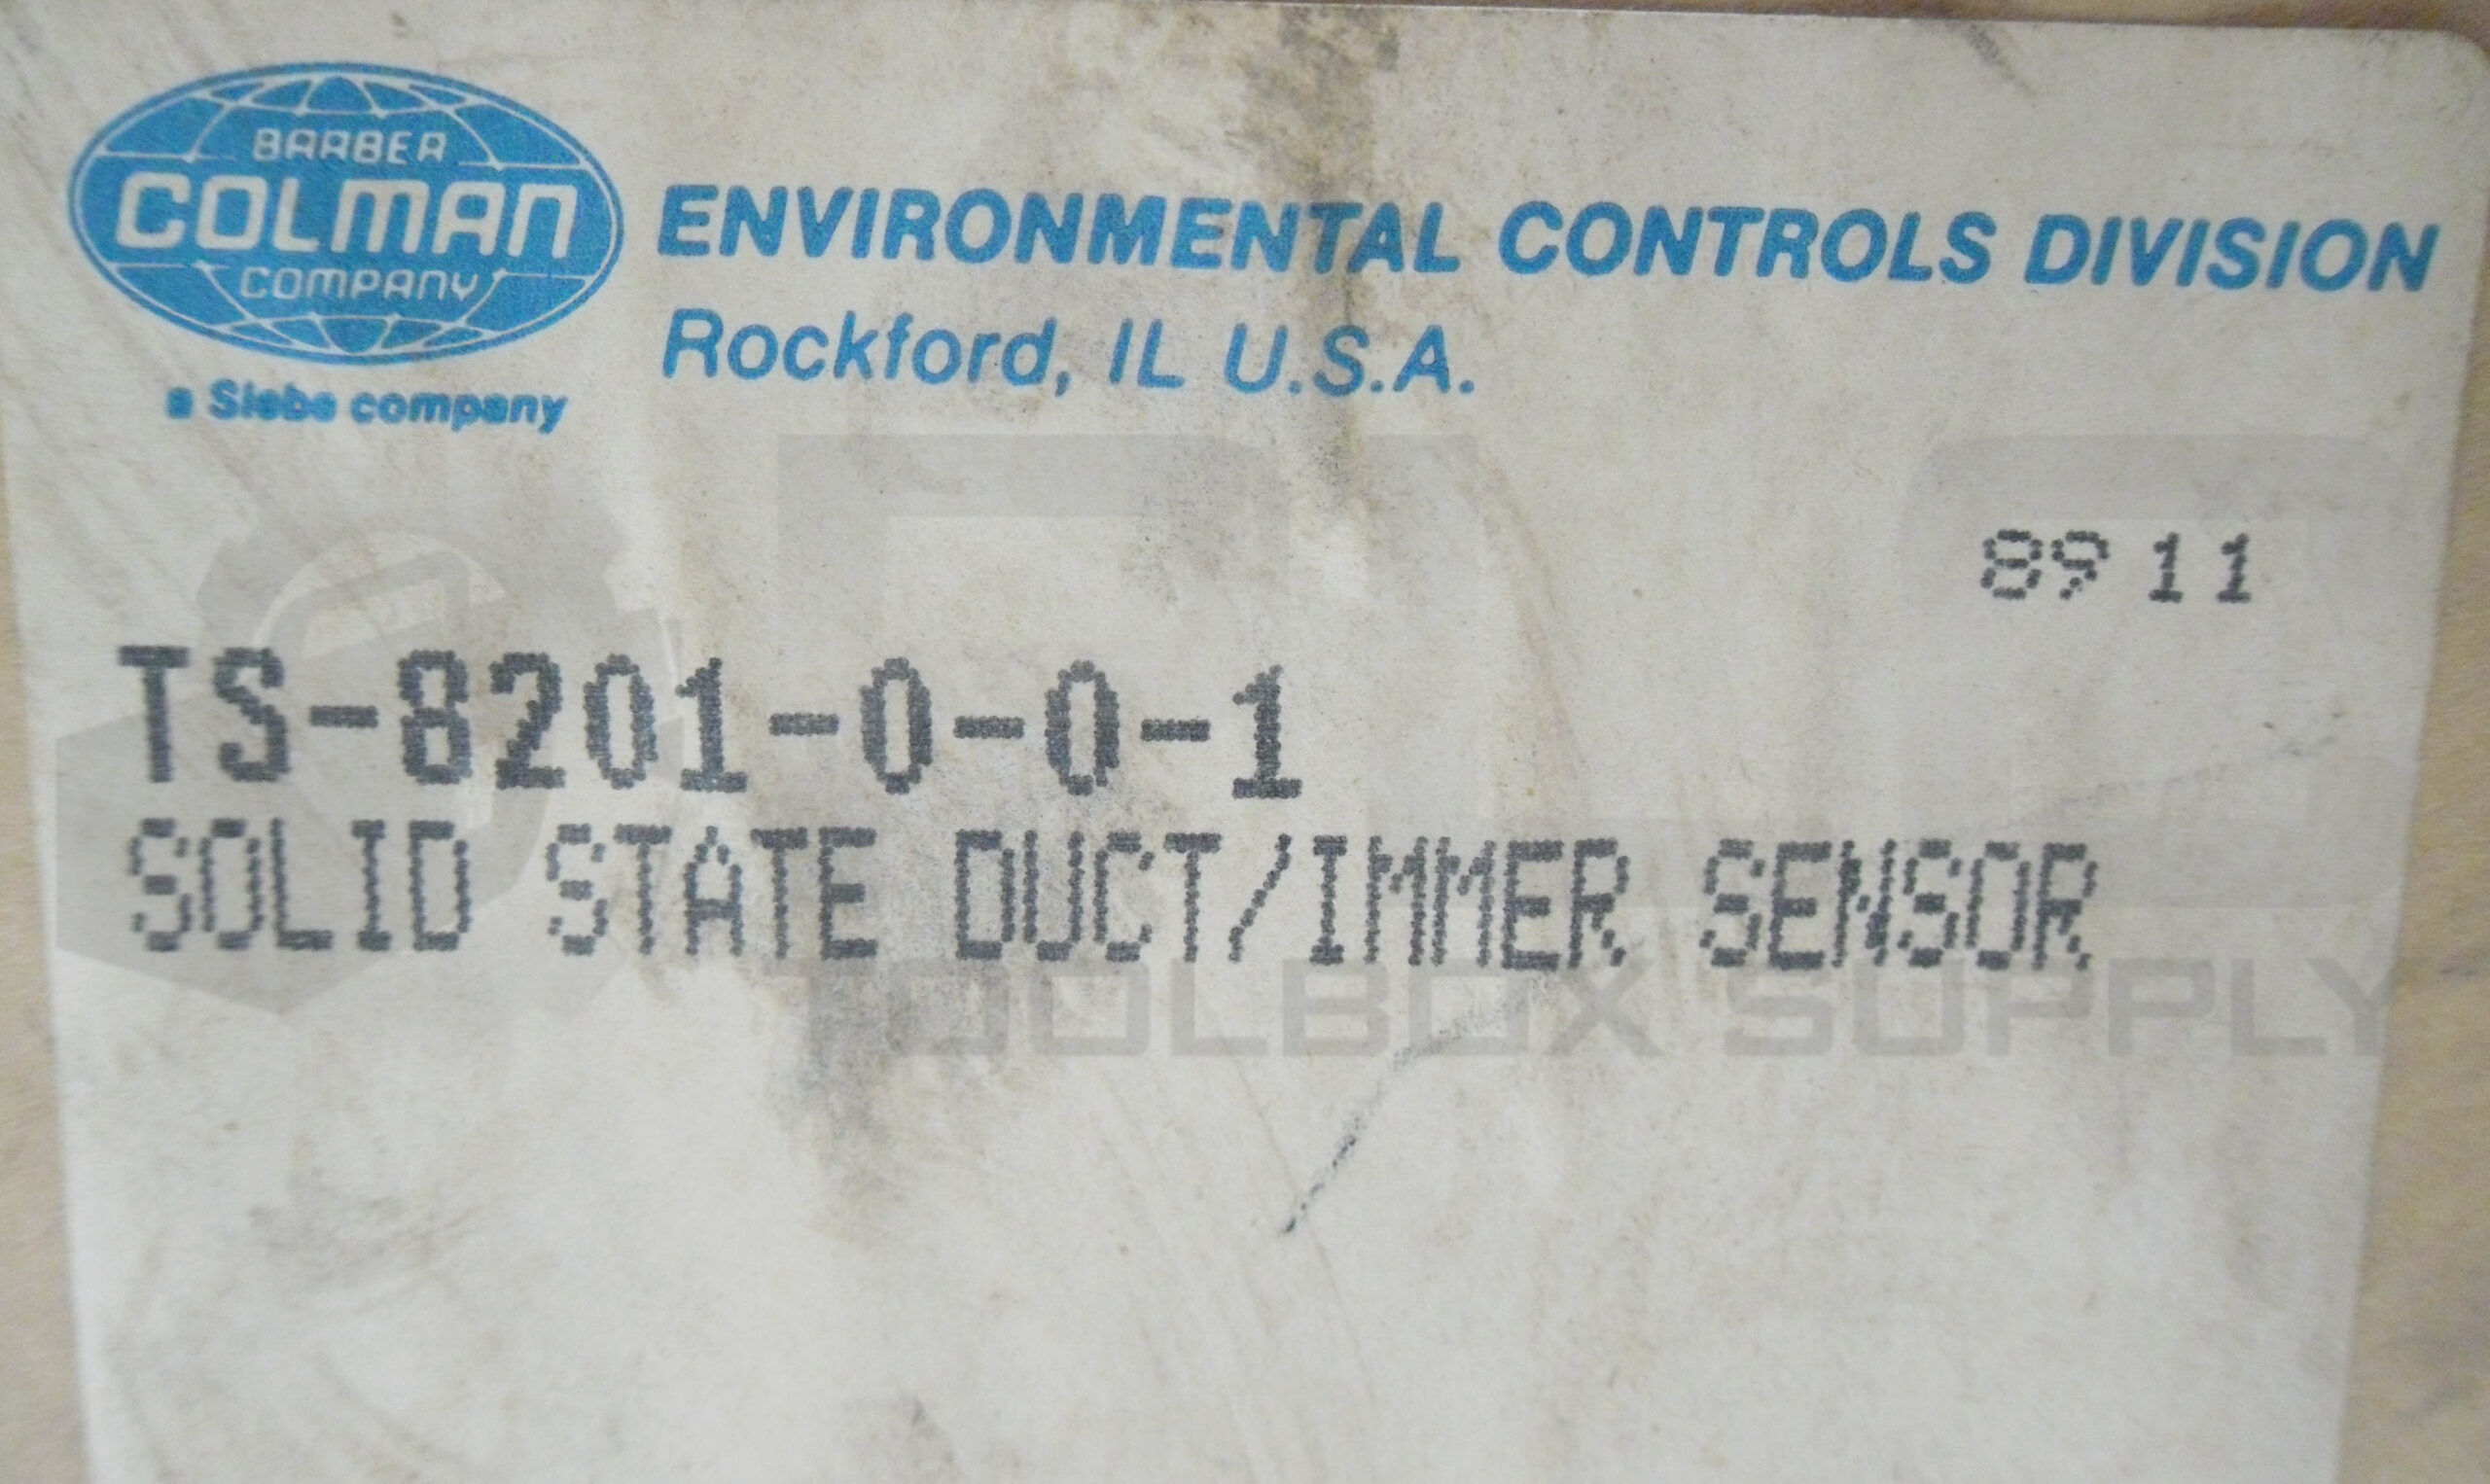 BARBER
COLMAN
COMPANY
a Siebe company
ENVIRONMENTAL CONTROLS DIVISION
Rockford, IL U.S.A.
89 11
TS-8201-0-0-1
SOLID STATE DUCT/IMMER SENSOR
TOOLBOX SUPPLY